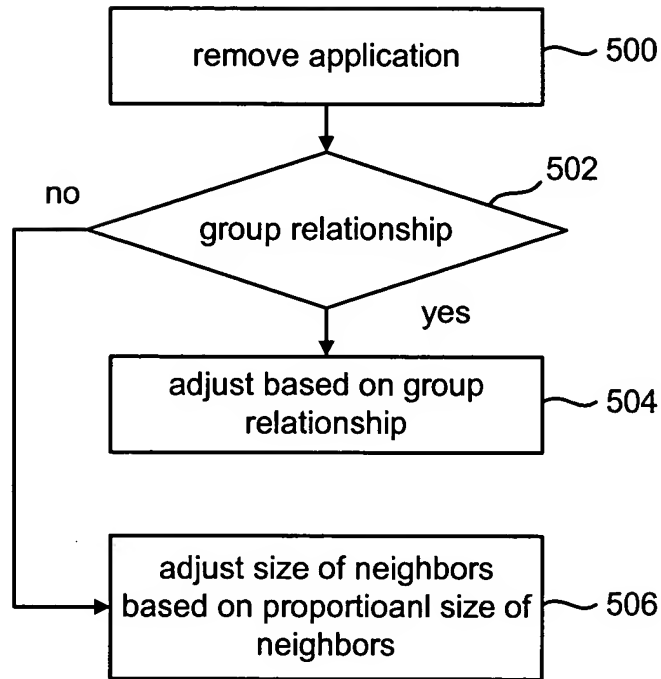 remove application
500
502
no
group relationship
yes
adjust based on group
relationship
504
adjust size of neighbors
based on proportioanl size of
neighbors
506